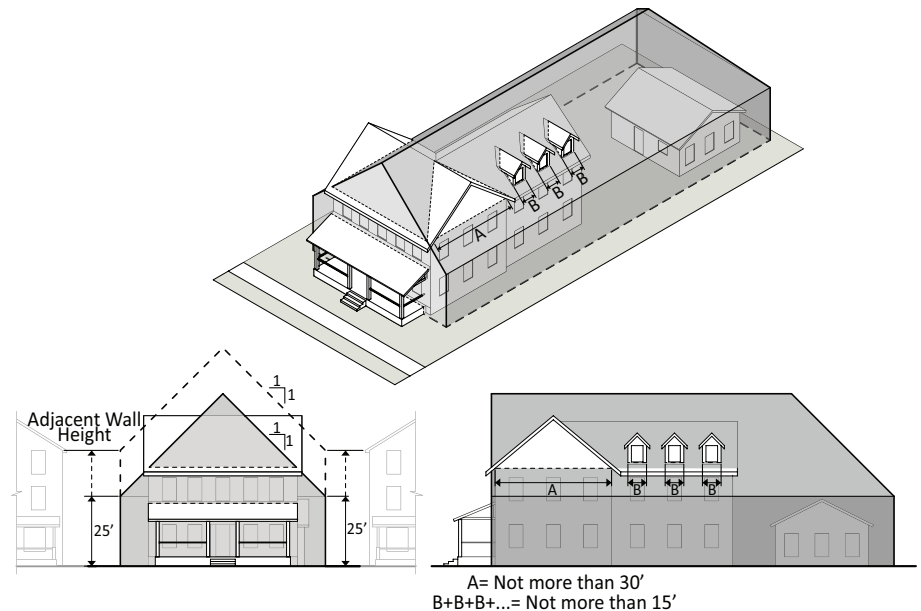 A
B
B
B
1
1
1
1
Adjacent Wall
Height
25’
25’
A
B
B
B
A= Not more than 30’
B+B+B+...= Not more than 15’